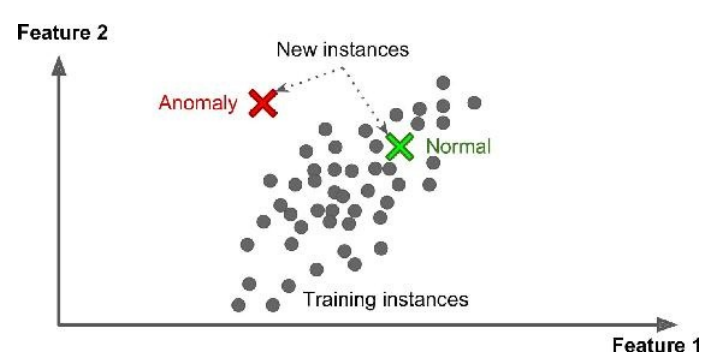 Feature 2
New instances
Anomaly
Normal
Training instances
Feature 1